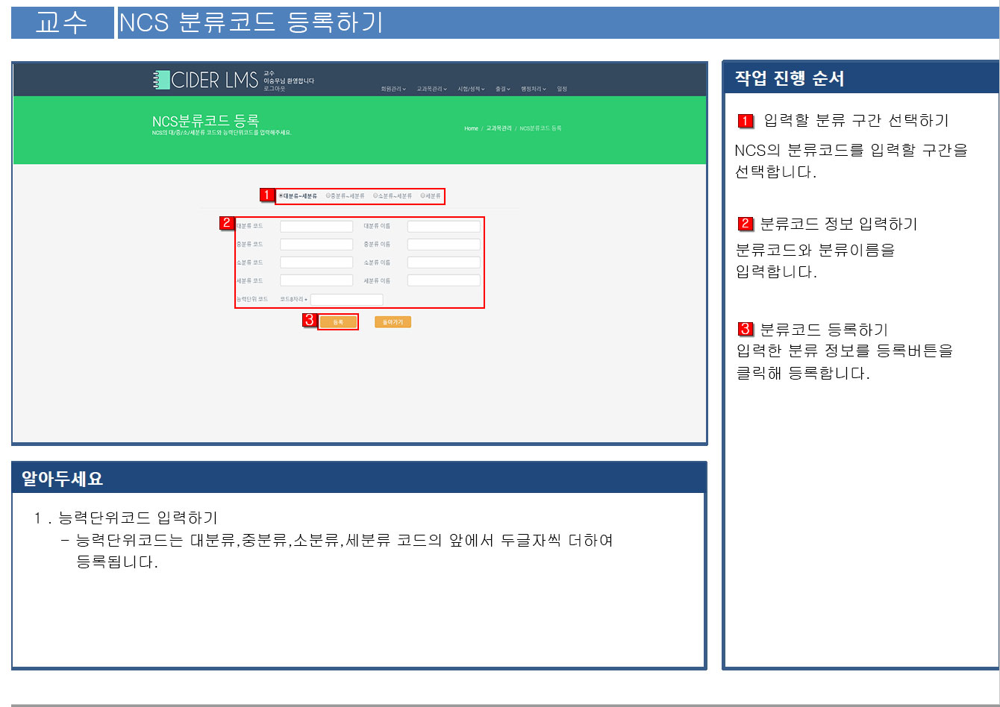 교수
NCS 분류코드 등록하기
CIDER LMS
교수
이승무님 환영합니다
로그아웃
회원관리 교과목관리 시험/성적 출결 행정처리 일정
NCS분류코드 등록
NCS의 대/중/소/세분류 코드와 능력단위코드를 입력해주세요.
Home / 교과목관리 / NCS분류코드 등록
1 대분류~세분류 중분류~세분류 소분류~세분류 세분류
2
대분류 코드 대분류 이름
중분류 코드 중분류 이름
소분류 코드 소분류 이름
세분류 코드 세분류 이름
능력단위 코드 코드8자리 +
3 등록 돌아가기
작업 진행 순서
1 입력할 분류 구간 선택하기
NCS의 분류코드를 입력할 구간을
선택합니다.
2 분류코드 정보 입력하기
분류코드와 분류이름을
입력합니다.
3 분류코드 등록하기
입력한 분류 정보를 등록버튼을
클릭해 등록합니다.
알아두세요
1 . 능력단위코드 입력하기
- 능력단위코드는 대분류,중분류,소분류,세분류 코드의 앞에서 두글자씩 더하여
등록됩니다.